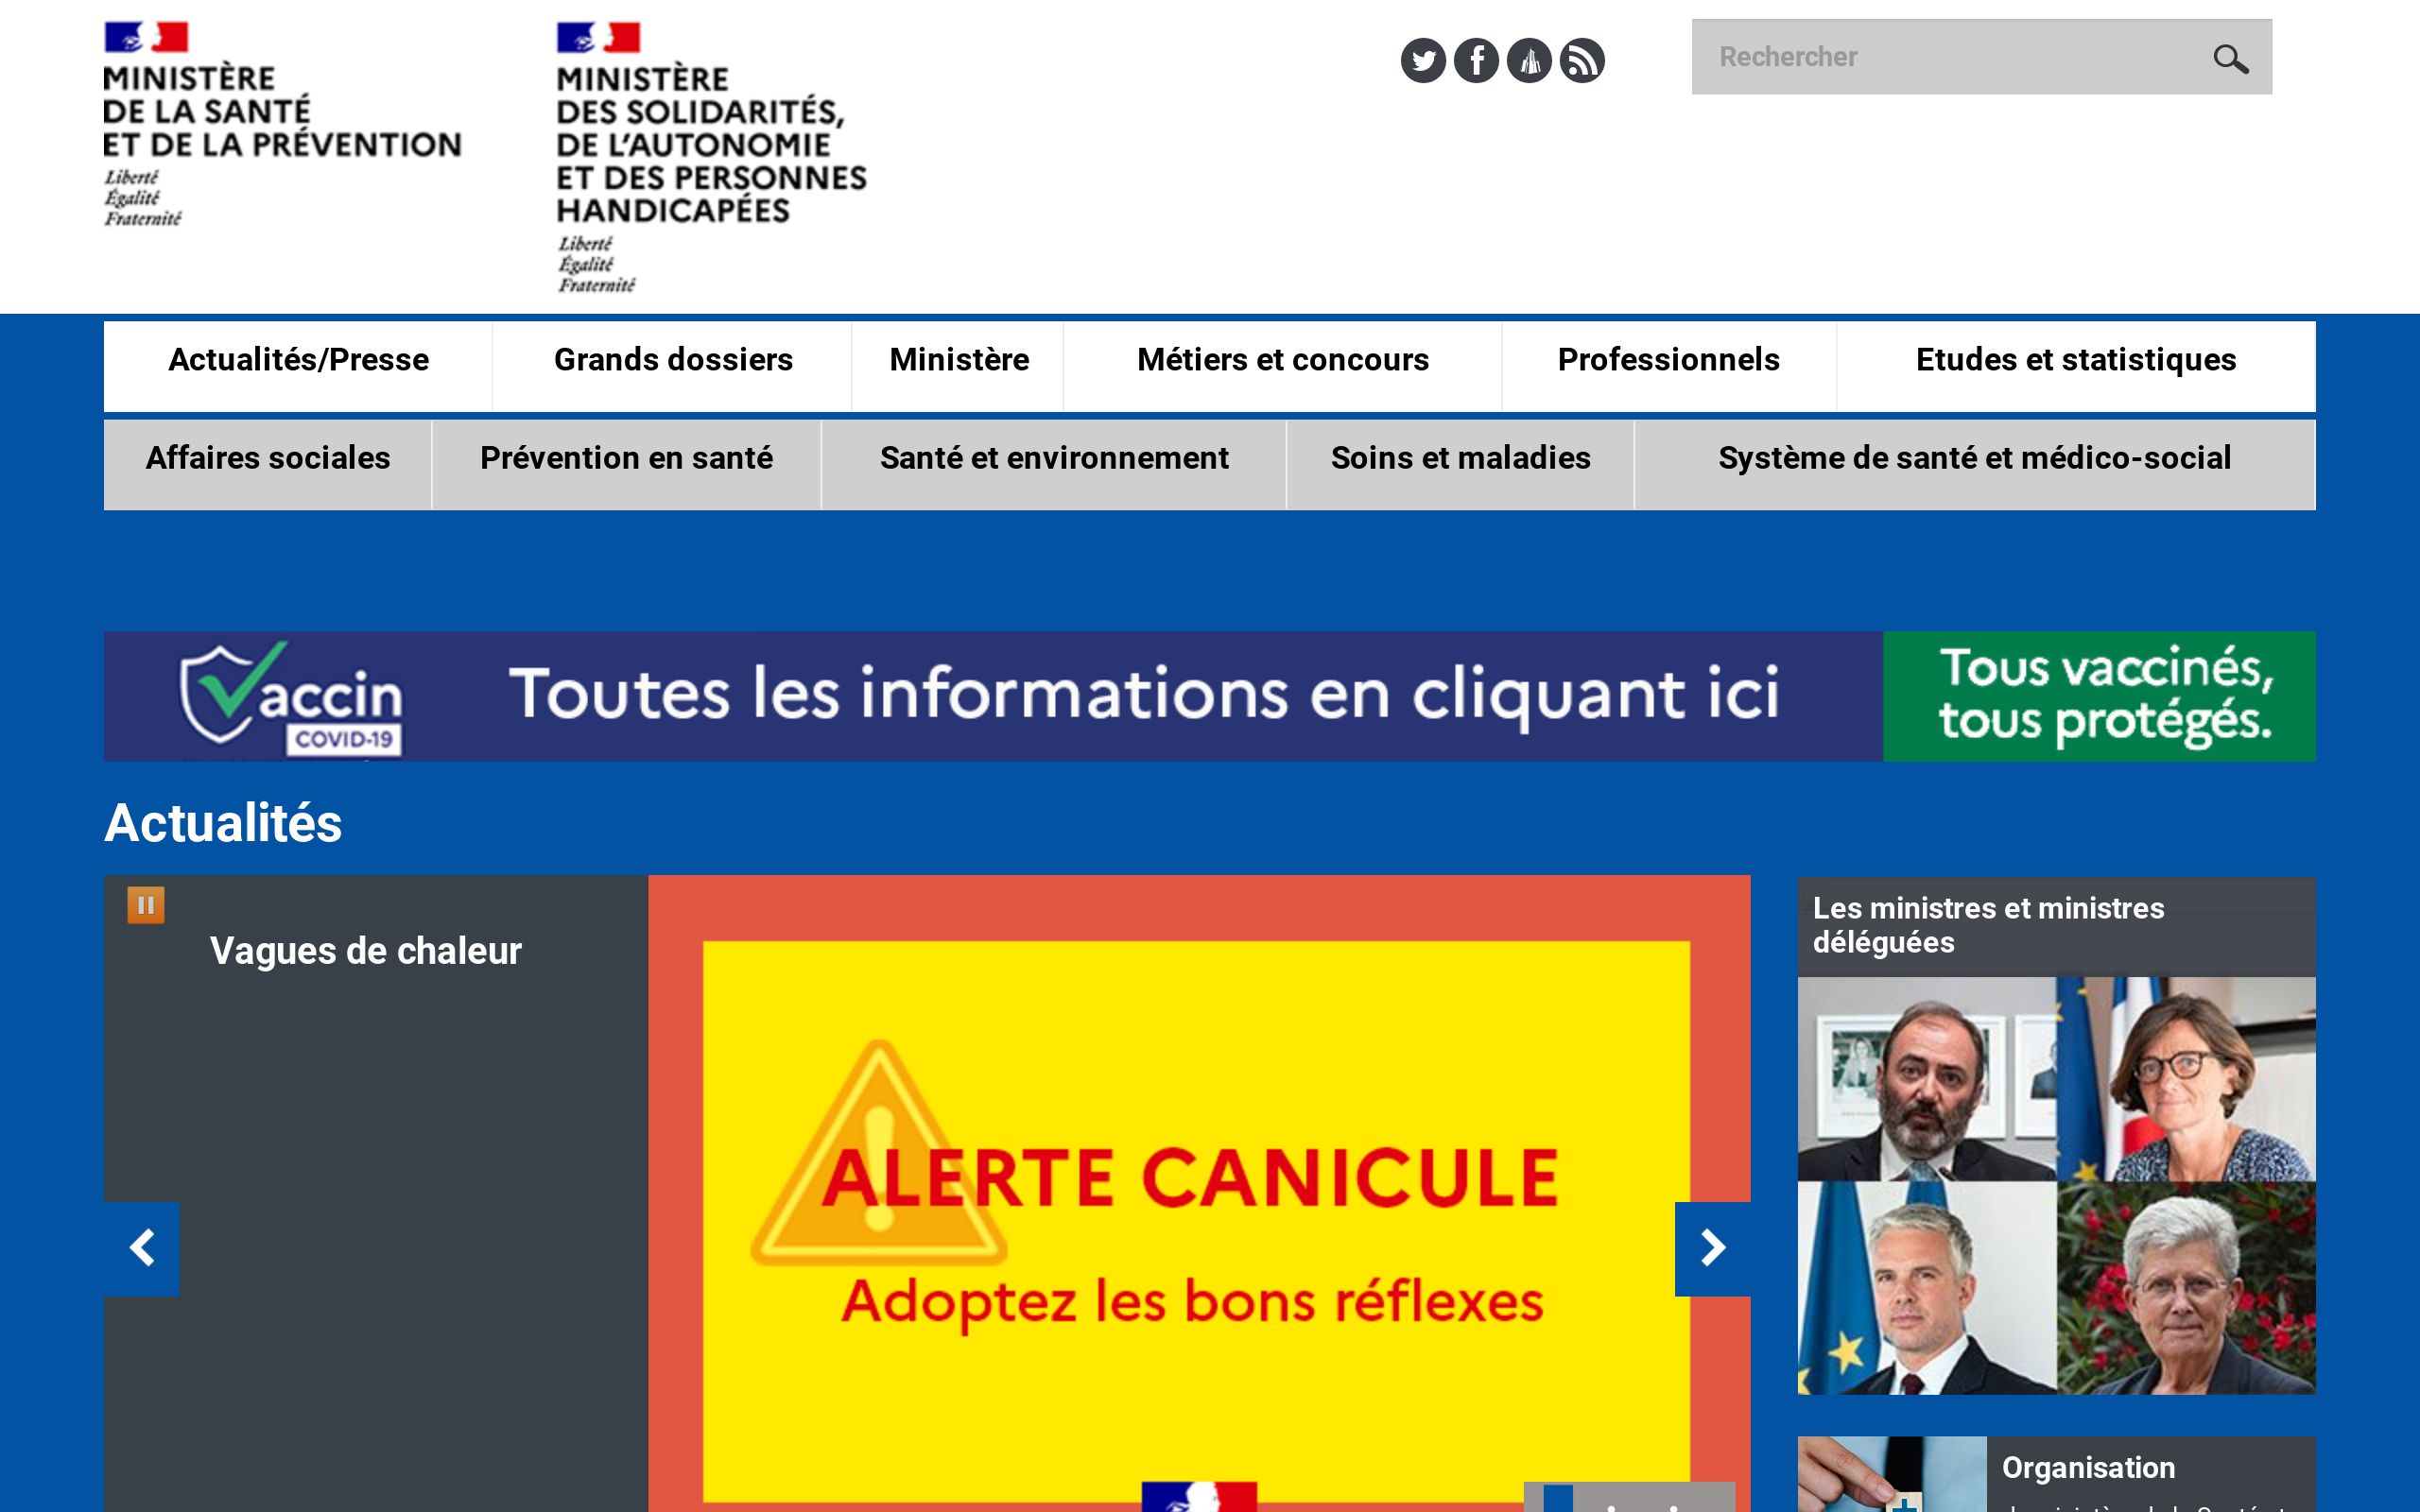 MINISTÈRE
DE LA SANTÉ
ET DE LA PRÉVENTION
Liberté
Égalité
Fraternité
MINISTÈRE
DES SOLIDARITÉS,
DE L'AUTONOMIE
ET DES PERSONNES
HANDICAPÉES
Liberté
Égalité
Fraternité
Rechercher
Actualités/Presse
Grands dossiers
Ministère
Métiers et concours
Professionnels
Etudes et statistiques
Affaires sociales
Prévention en santé
Santé et environnement
Soins et maladies
Système de santé et médico-social
Vaccin
COVID-19
Toutes les informations en cliquant ici
Tous vaccinés,
tous protégés.
Actualités
Vagues de chaleur
ALERTE CANICULE
Adoptez les bons réflexes
Les ministres et ministres
déléguées
Organisation